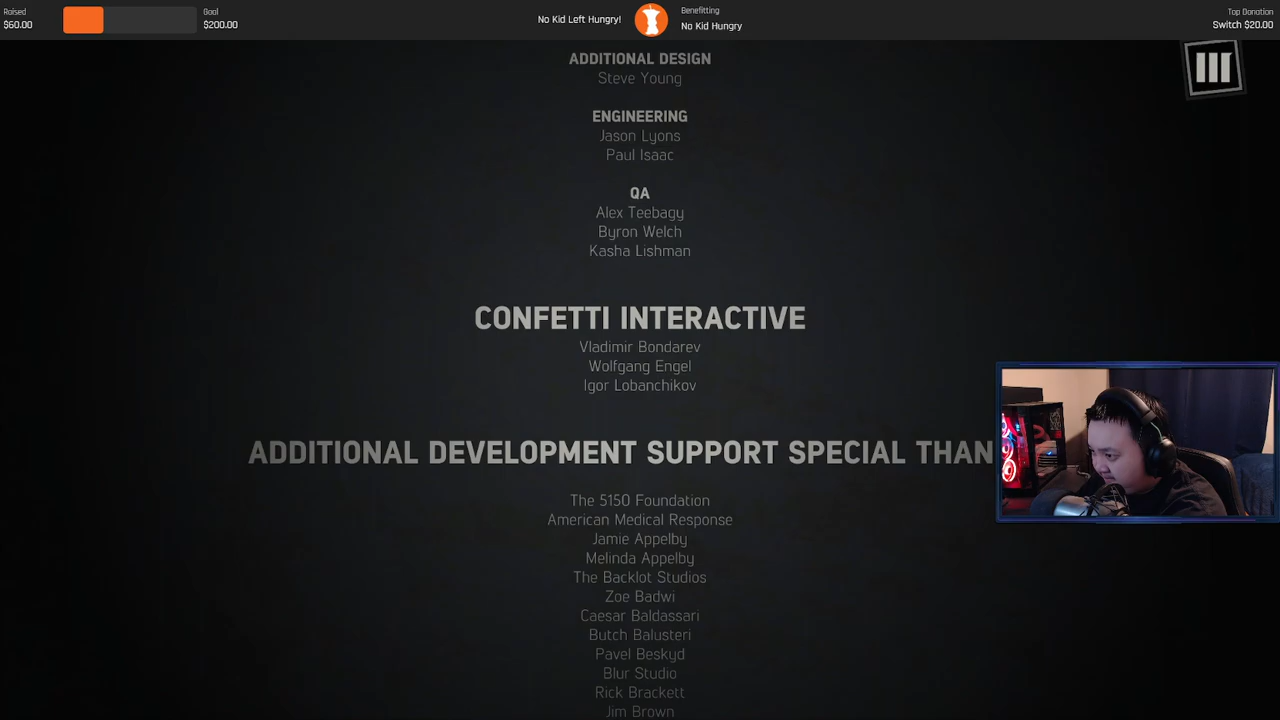 Raised
$60.00
Goal
$200.00
No Kid Left Hungry!
Benefitting
No Kid Hungry
Top Donation
Switch $20.00
ADDITIONAL DESIGN
Steve Young
ENGINEERING
Jason Lyons
Paul Isaac
QA
Alex Teebagy
Byron Welch
Kasha Lishman
CONFETTI INTERACTIVE
Vladimir Bondarev
Wolfgang Engel
Igor Lobanchikov
ADDITIONAL DEVELOPMENT SUPPORT SPECIAL THAN
The 5150 Foundation
American Medical Response
Jamie Appelby
Melinda Appelby
The Backlot Studios
Zoe Badwi
Caesar Baldassari
Butch Balusteri
Pavel Beskyd
Blur Studio
Rick Brackett
Jim Brown